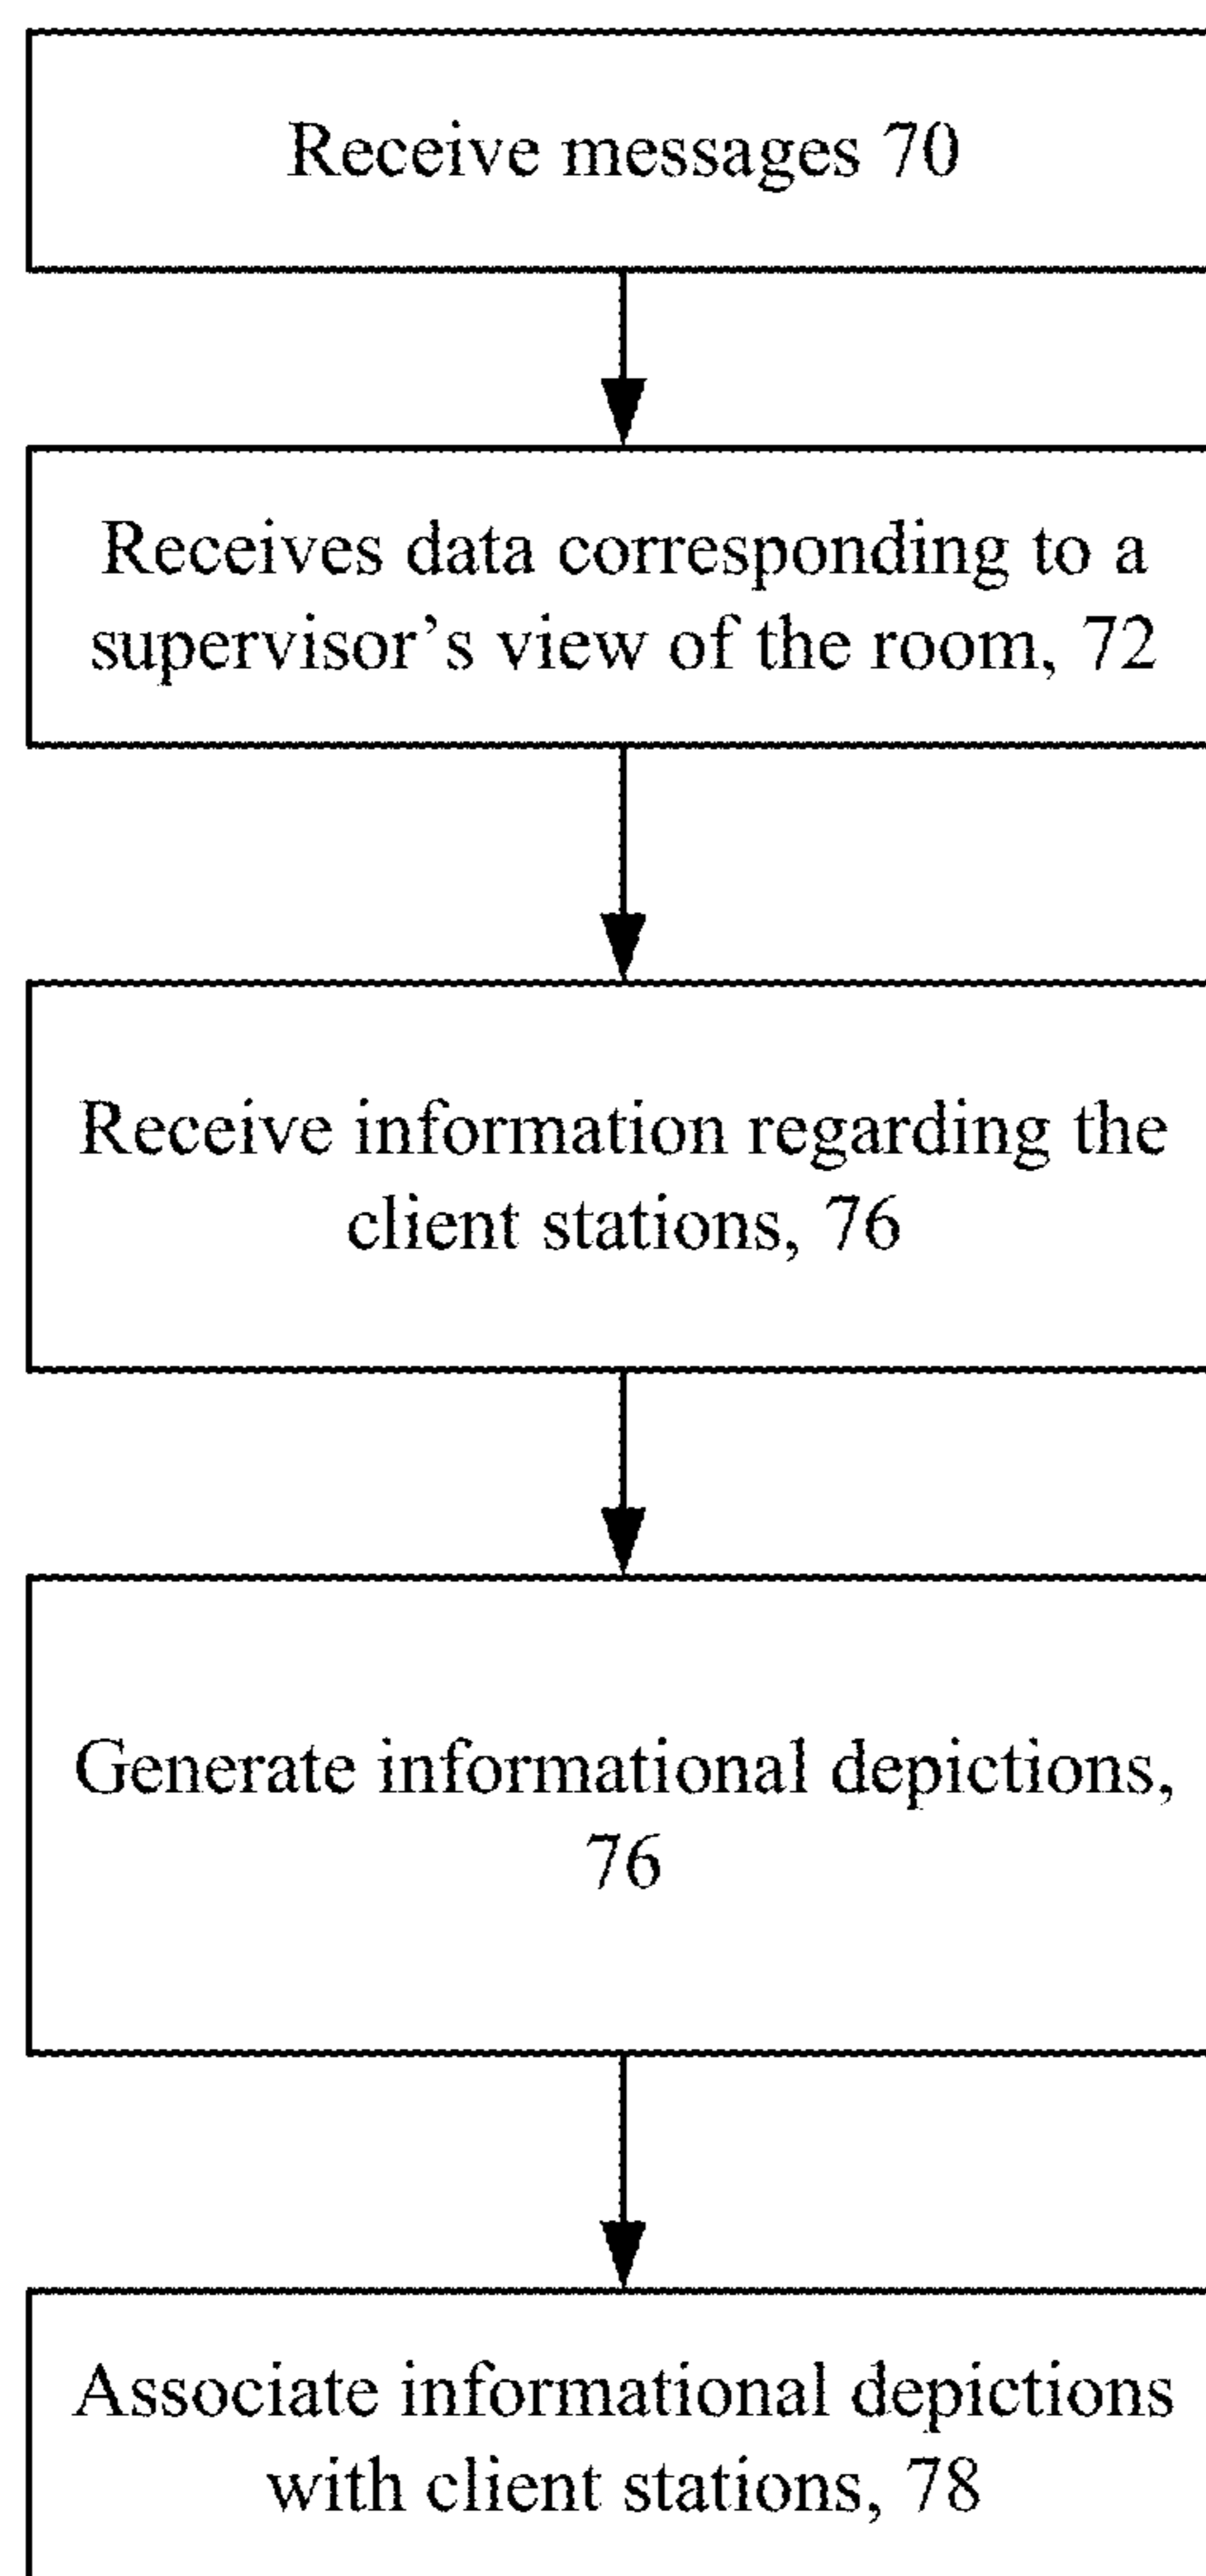 Receive messages 70
Receives data corresponding to a
supervisor’s view of the room, 72
Receive information regarding the
client stations, 76
Generate informational depictions,
76
Associate informational depictions
with client stations, 78